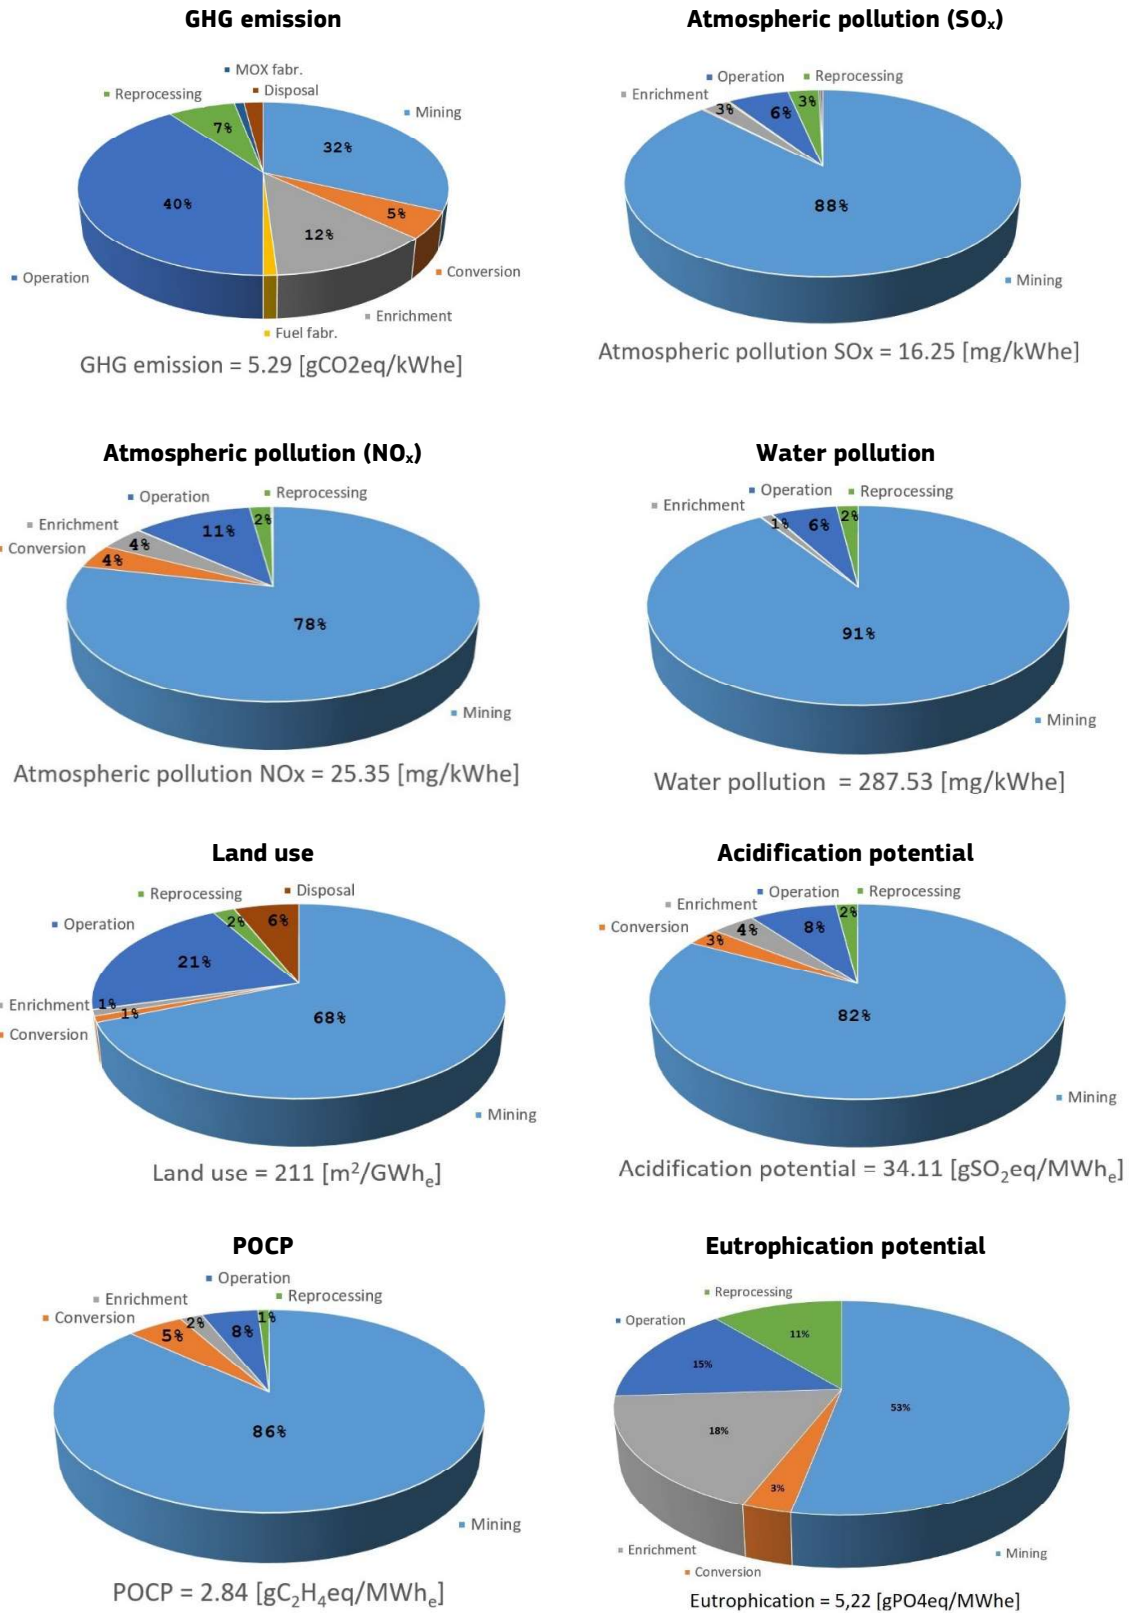 GHG emission
MOX fabr.
Reprocessing
Disposal
Mining
7%
32%
40%
5%
12%
Operation
Conversion
Enrichment
Fuel fabr.
GHG emission = 5.29 [gCO2eq/kWhe]
Atmospheric pollution (SOₓ)
Operation
Reprocessing
Enrichment
3%
6%
3%
88%
Mining
Atmospheric pollution SOx = 16.25 [mg/kWhe]
Atmospheric pollution (NOₓ)
Operation
Reprocessing
Enrichment
Conversion
4%
4%
11%
2%
78%
Mining
Atmospheric pollution NOx = 25.35 [mg/kWhe]
Water pollution
Operation
Reprocessing
Enrichment
1%
6%
2%
91%
Mining
Water pollution = 287.53 [mg/kWhe]
Land use
Reprocessing
Disposal
Operation
2%
6%
21%
Enrichment
1%
1%
Conversion
68%
Mining
Land use = 211 [m²/GWhₑ]
Acidification potential
Operation
Reprocessing
Enrichment
Conversion
3%
4%
8%
2%
82%
Mining
Acidification potential = 34.11 [gSO₂eq/MWhₑ]
POCP
Operation
Enrichment
Reprocessing
Conversion
5%
2%
8%
1%
86%
Mining
POCP = 2.84 [gC₂H₄eq/MWhₑ]
Eutrophication potential
Reprocessing
Operation
11%
15%
53%
18%
3%
Enrichment
Mining
Conversion
Eutrophication = 5,22 [gPO4eq/MWhe]